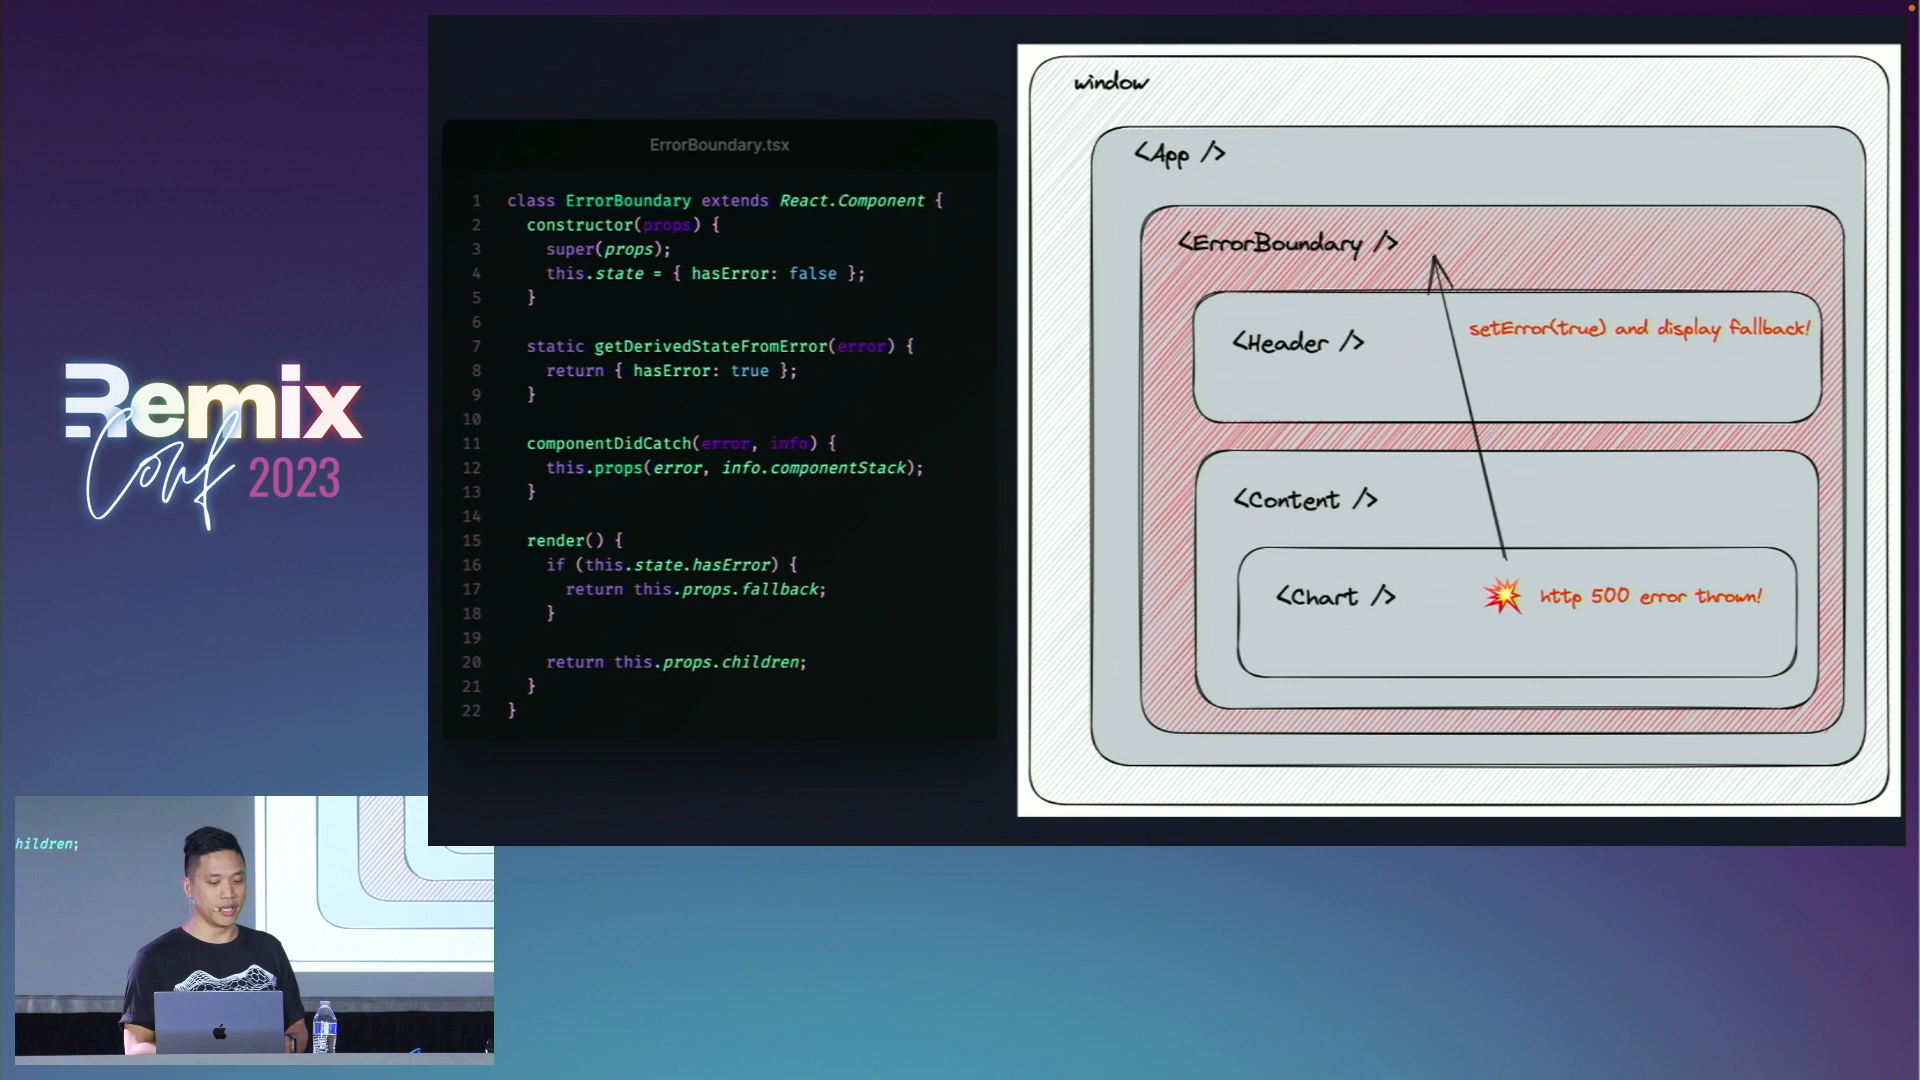 Remix
Conf 2023
ErrorBoundary.tsx
1 class ErrorBoundary extends React.Component {
2 constructor(props) {
3 super(props);
4 this.state = { hasError: false };
5 }
6
7 static getDerivedStateFromError(error) {
8 return { hasError: true };
9 }
10
11 componentDidCatch(error, info) {
12 this.props(error, info.componentStack);
13 }
14
15 render() {
16 if (this.state.hasError) {
17 return this.props.fallback;
18 }
19
20 return this.props.children;
21 }
22 }
window
<App />
<ErrorBoundary />
<Header />
setError(true) and display fallback!
<Content />
<Chart />
💥 http 500 error thrown!
hildren;